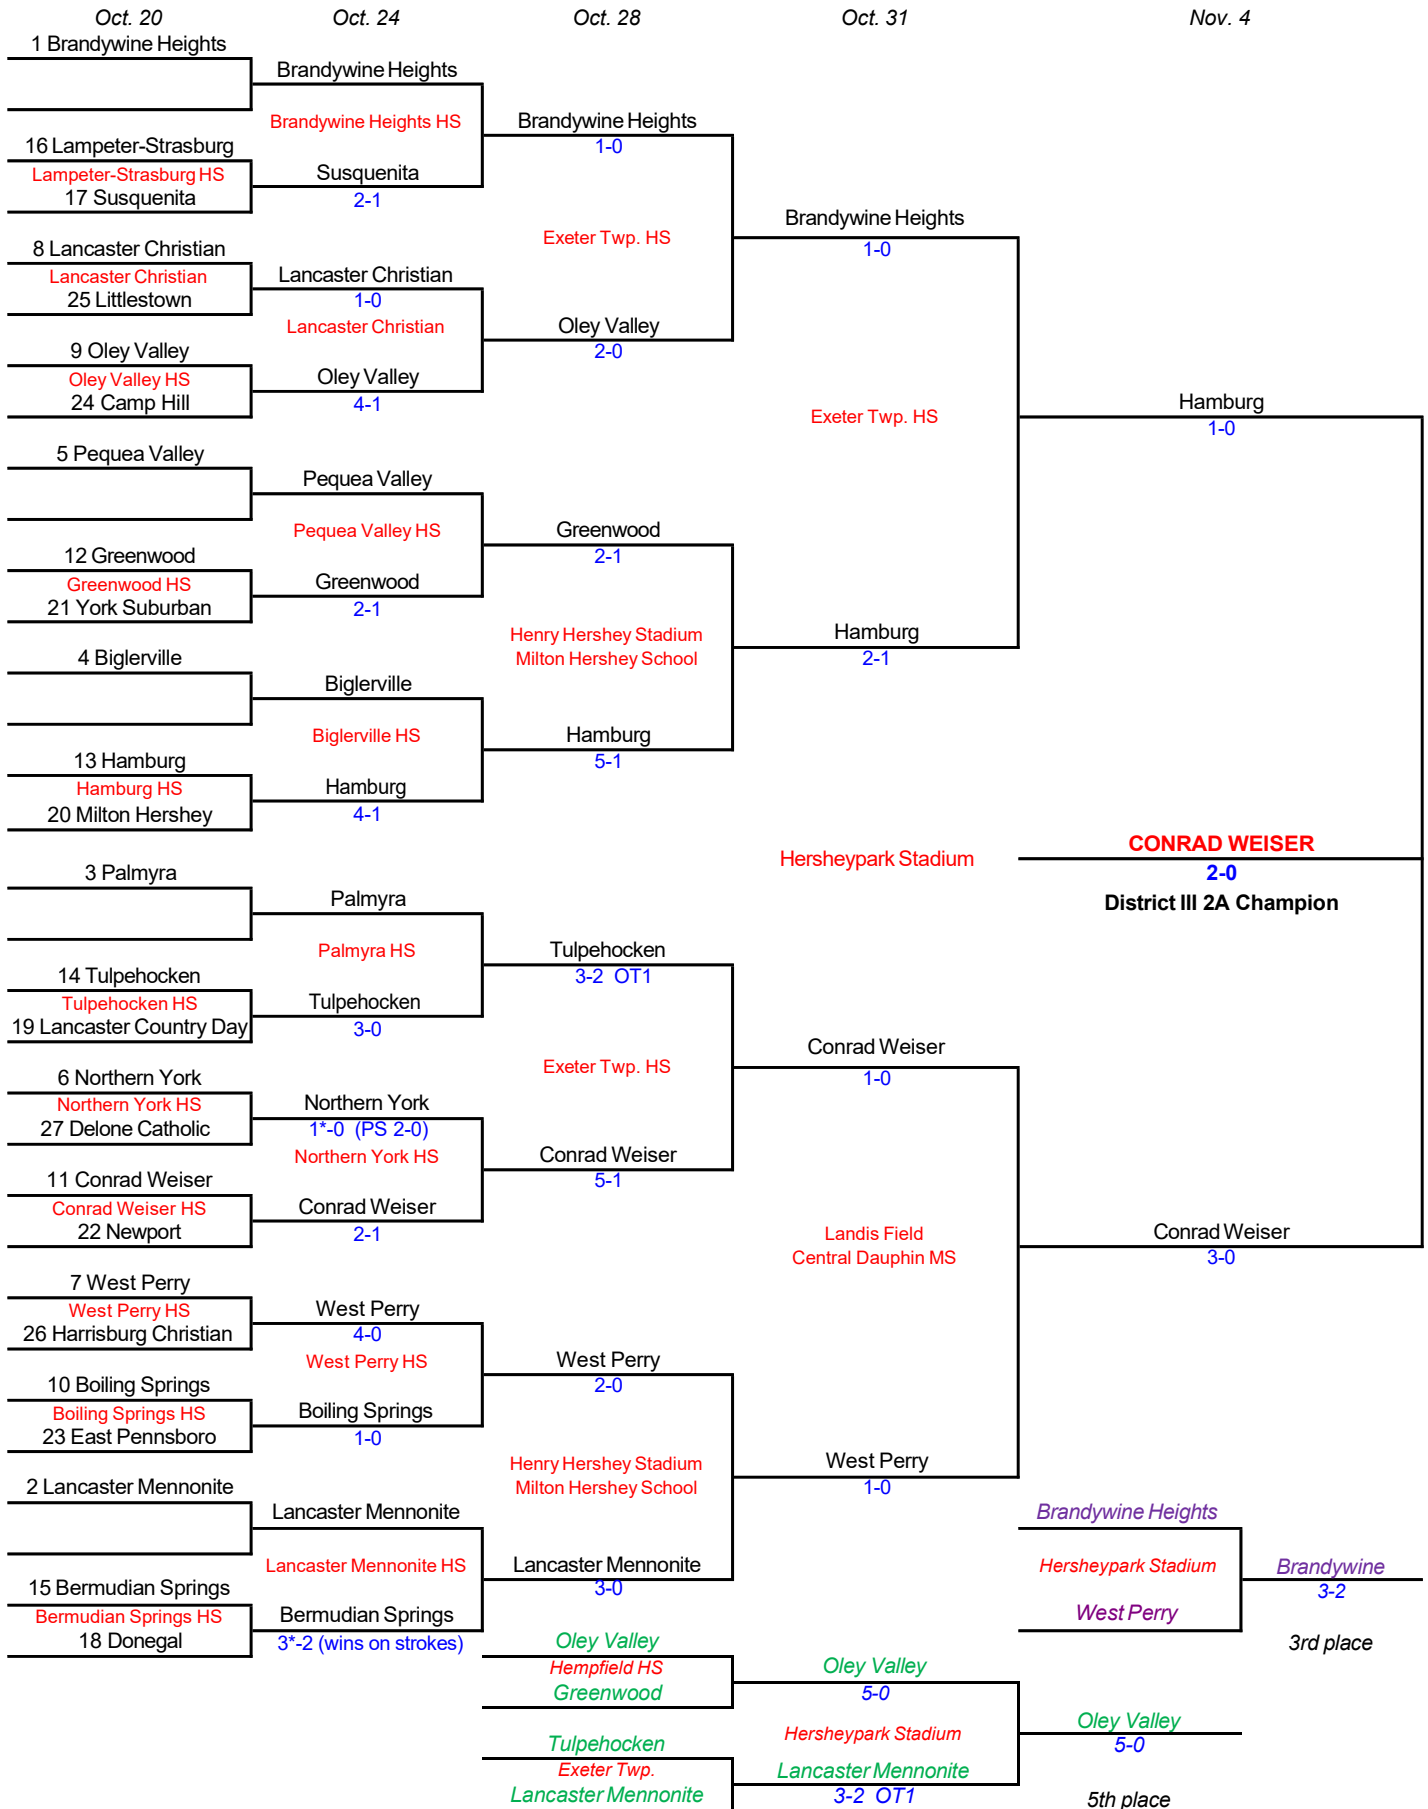 Oct. 20
Oct. 24
Oct. 28
Oct. 31
Nov. 4
1 Brandywine Heights
Brandywine Heights
Brandywine Heights HS
Brandywine Heights
1-0
16 Lampeter-Strasburg
Lampeter-Strasburg HS
17 Susquenita
Susquenita
2-1
Exeter Twp. HS
Brandywine Heights
1-0
8 Lancaster Christian
Lancaster Christian
25 Littlestown
Lancaster Christian
1-0
Lancaster Christian
Oley Valley
2-0
9 Oley Valley
Oley Valley HS
24 Camp Hill
Oley Valley
4-1
Exeter Twp. HS
Hamburg
1-0
5 Pequea Valley
Pequea Valley
Pequea Valley HS
Greenwood
2-1
12 Greenwood
Greenwood HS
21 York Suburban
Greenwood
2-1
Henry Hershey Stadium
Milton Hershey School
Hamburg
2-1
4 Biglerville
Biglerville
Biglerville HS
Hamburg
5-1
13 Hamburg
Hamburg HS
20 Milton Hershey
Hamburg
4-1
Hersheypark Stadium
CONRAD WEISER
2-0
District III 2A Champion
3 Palmyra
Palmyra
Palmyra HS
Tulpehocken
3-2 OT1
14 Tulpehocken
Tulpehocken HS
19 Lancaster Country Day
Tulpehocken
3-0
Exeter Twp. HS
Conrad Weiser
1-0
6 Northern York
Northern York HS
27 Delone Catholic
Northern York
1*-0 (PS 2-0)
Northern York HS
Conrad Weiser
5-1
11 Conrad Weiser
Conrad Weiser HS
22 Newport
Conrad Weiser
2-1
Landis Field
Central Dauphin MS
Conrad Weiser
3-0
7 West Perry
West Perry HS
26 Harrisburg Christian
West Perry
4-0
West Perry HS
West Perry
2-0
10 Boiling Springs
Boiling Springs HS
23 East Pennsboro
Boiling Springs
1-0
Henry Hershey Stadium
Milton Hershey School
West Perry
1-0
2 Lancaster Mennonite
Lancaster Mennonite
Lancaster Mennonite HS
Lancaster Mennonite
3-0
15 Bermudian Springs
Bermudian Springs HS
18 Donegal
Bermudian Springs
3*-2 (wins on strokes)
Brandywine Heights
Hersheypark Stadium
West Perry
Brandywine
3-2
3rd place
Oley Valley
Hempfield HS
Greenwood
Oley Valley
5-0
Hersheypark Stadium
Oley Valley
5-0
Tulpehocken
Exeter Twp.
Lancaster Mennonite
Lancaster Mennonite
3-2 OT1
5th place